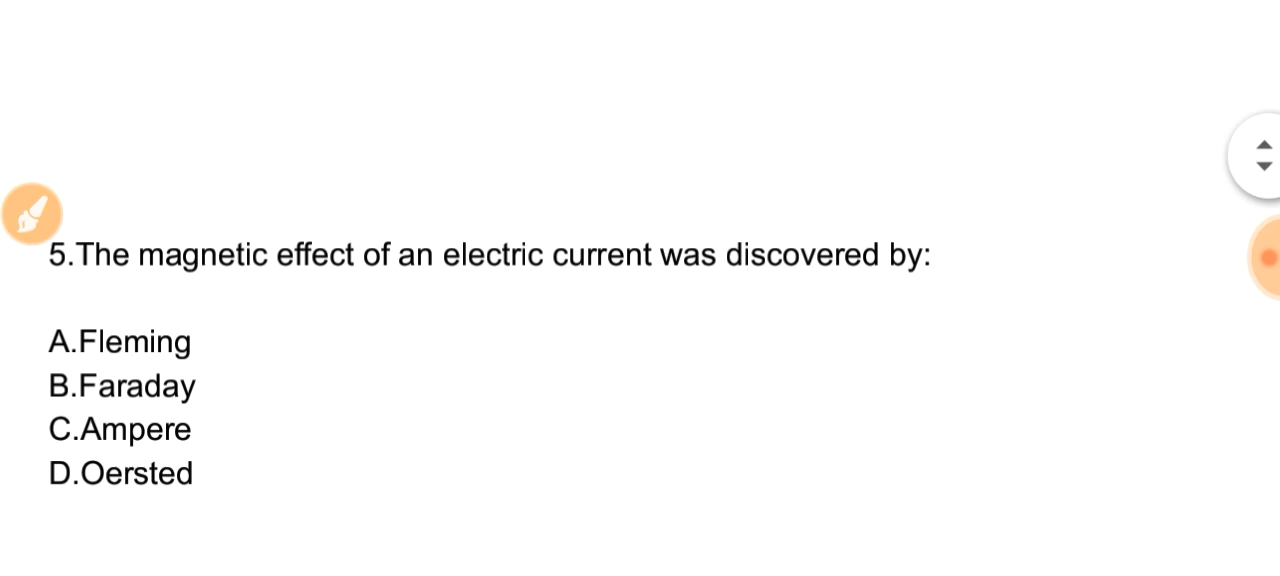 5.The magnetic effect of an electric current was discovered by:
A.Fleming
B.Faraday
C.Ampere
D.Oersted